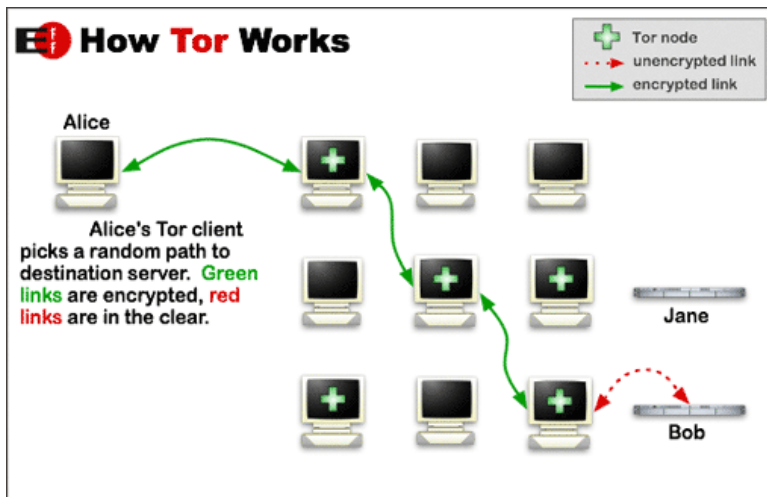 EFF How Tor Works
Tor node
unencrypted link
encrypted link
Alice
Alice's Tor client
picks a random path to
destination server. Green
links are encrypted, red
links are in the clear.
Jane
Bob